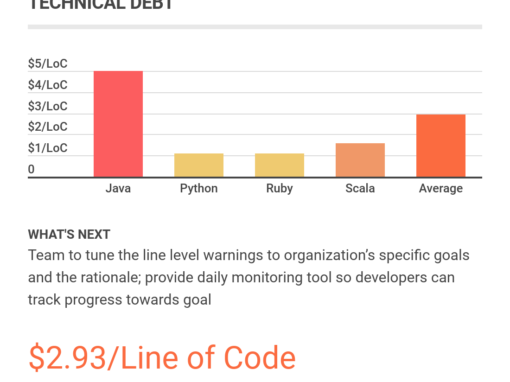 TECHNICAL DEBT
$5/LoC
$4/LoC
$3/LoC
$2/LoC
$1/LoC
0
Java Python Ruby Scala Average
WHAT'S NEXT
Team to tune the line level warnings to organization’s specific goals
and the rationale; provide daily monitoring tool so developers can
track progress towards goal
$2.93/Line of Code